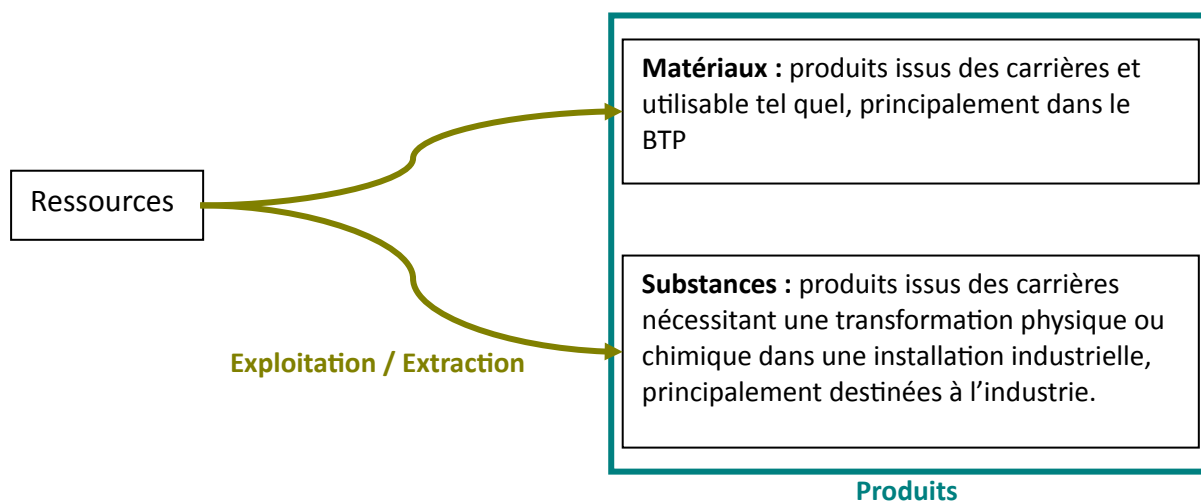 Matériaux : produits issus des carrières et
utilisable tel quel, principalement dans le
BTP
Ressources
Substances : produits issus des carrières
nécessitant une transformation physique ou
chimique dans une installation industrielle,
principalement destinées à l’industrie.
Exploitation / Extraction
Produits